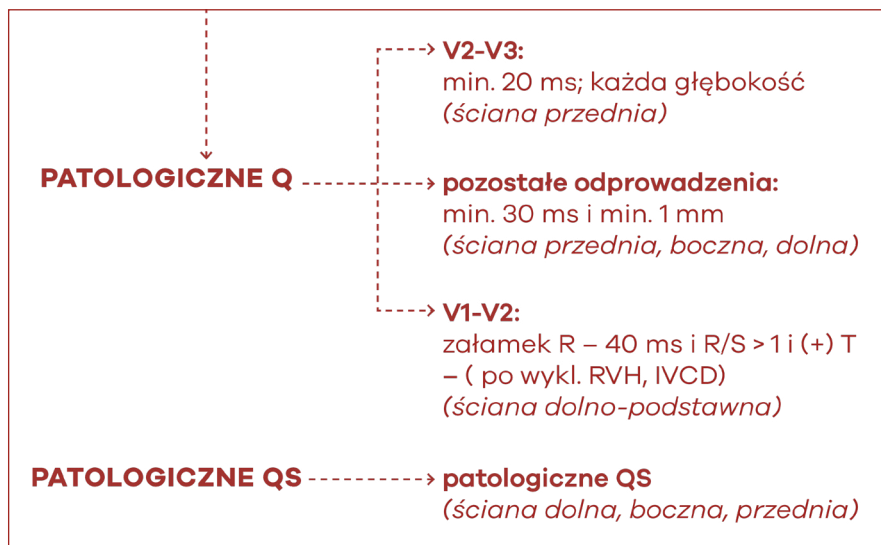 V2-V3:
min. 20 ms; każda głębokość
(ściana przednia)
PATOLOGICZNE Q
pozostałe odprowadzenia:
min. 30 ms i min. 1 mm
(ściana przednia, boczna, dolna)
V1-V2:
załamek R – 40 ms i R/S > 1 i (+) T
– ( po wykl. RVH, IVCD)
(ściana dolno-podstawna)
PATOLOGICZNE QS
patologiczne QS
(ściana dolna, boczna, przednia)